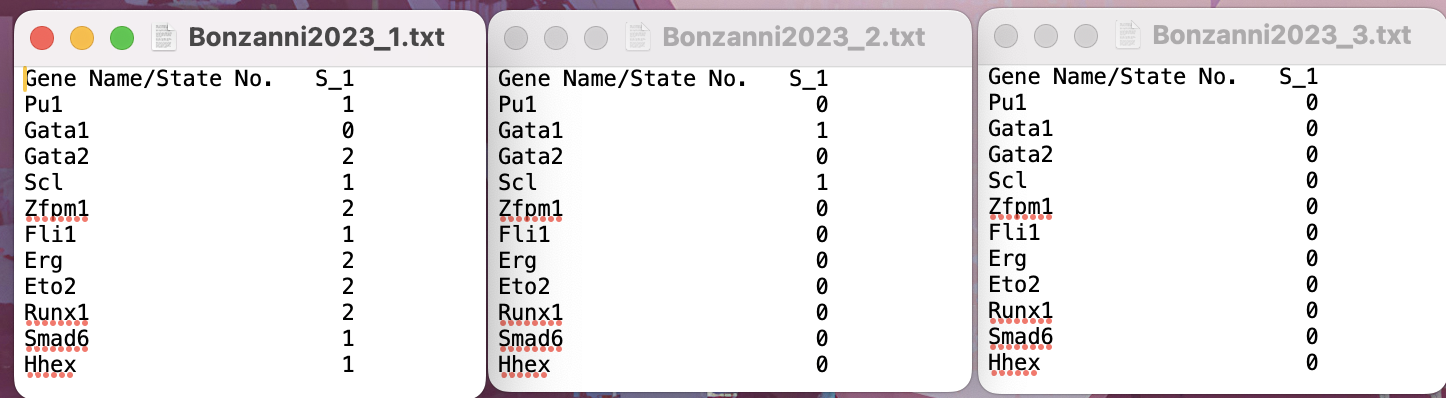 Bonzanni2023_1.txt
Gene Name/State No. S_1
Pu1 1
Gata1 0
Gata2 2
Scl 1
Zfpm1 2
Fli1 1
Erg 2
Eto2 2
Runx1 2
Smad6 1
Hhex 1
Bonzanni2023_2.txt
Gene Name/State No. S_1
Pu1 0
Gata1 1
Gata2 0
Scl 1
Zfpm1 0
Fli1 0
Erg 0
Eto2 0
Runx1 0
Smad6 0
Hhex 0
Bonzanni2023_3.txt
Gene Name/State No. S_1
Pu1 0
Gata1 0
Gata2 0
Scl 0
Zfpm1 0
Fli1 0
Erg 0
Eto2 0
Runx1 0
Smad6 0
Hhex 0